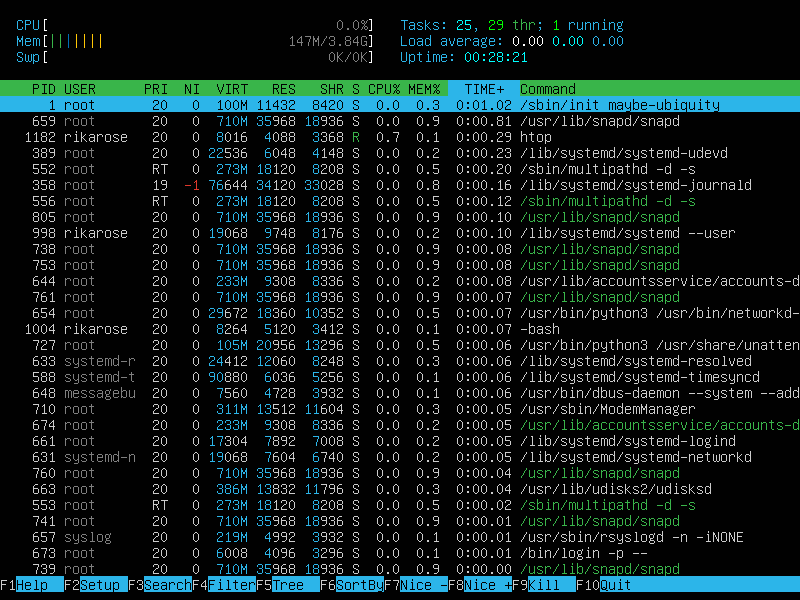 CPU[ 0.0%] Tasks: 25, 29 thr; 1 running
Mem[||||||| 147M/3.84G] Load average: 0.00 0.00 0.00
Swp[ 0K/0K] Uptime: 00:28:21
PID USER PRI NI VIRT RES SHR S CPU% MEM% TIME+ Command
1 root 20 0 100M 11432 8420 S 0.0 0.3 0:01.02 /sbin/init maybe-ubiquity
659 root 20 0 710M 35968 18936 S 0.0 0.9 0:00.81 /usr/lib/snapd/snapd
1182 rikarose 20 0 8016 4088 3368 R 0.7 0.1 0:00.29 htop
389 root 20 0 22536 6048 4148 S 0.0 0.2 0:00.23 /lib/systemd/systemd-udevd
552 root RT 0 273M 18120 8208 S 0.0 0.5 0:00.20 /sbin/multipathd -d -s
358 root 19 -1 76644 34120 33028 S 0.0 0.8 0:00.16 /lib/systemd/systemd-journald
556 root RT 0 273M 18120 8208 S 0.0 0.5 0:00.12 /sbin/multipathd -d -s
805 root 20 0 710M 35968 18936 S 0.0 0.9 0:00.10 /usr/lib/snapd/snapd
998 rikarose 20 0 19068 9748 8176 S 0.0 0.2 0:00.10 /lib/systemd/systemd --user
738 root 20 0 710M 35968 18936 S 0.0 0.9 0:00.08 /usr/lib/snapd/snapd
753 root 20 0 710M 35968 18936 S 0.0 0.9 0:00.08 /usr/lib/snapd/snapd
644 root 20 0 233M 9308 8336 S 0.0 0.2 0:00.08 /usr/lib/accountsservice/accounts-d
761 root 20 0 710M 35968 18936 S 0.0 0.9 0:00.07 /usr/lib/snapd/snapd
654 root 20 0 29672 18360 10352 S 0.0 0.5 0:00.07 /usr/bin/python3 /usr/bin/networkd-
1004 rikarose 20 0 8264 5120 3412 S 0.0 0.1 0:00.07 -bash
727 root 20 0 105M 20956 13296 S 0.0 0.5 0:00.06 /usr/bin/python3 /usr/share/unatten
633 systemd-r 20 0 24412 12060 8248 S 0.0 0.3 0:00.06 /lib/systemd/systemd-resolved
588 systemd-t 20 0 90880 6036 5256 S 0.0 0.1 0:00.06 /lib/systemd/systemd-timesyncd
648 messagebu 20 0 7560 4728 3932 S 0.0 0.1 0:00.06 /usr/bin/dbus-daemon --system --add
710 root 20 0 311M 13512 11604 S 0.0 0.3 0:00.05 /usr/sbin/ModemManager
674 root 20 0 233M 9308 8336 S 0.0 0.2 0:00.05 /usr/lib/accountsservice/accounts-d
661 root 20 0 17304 7892 7008 S 0.0 0.2 0:00.05 /lib/systemd/systemd-logind
631 systemd-n 20 0 19068 7604 6740 S 0.0 0.2 0:00.05 /lib/systemd/systemd-networkd
760 root 20 0 710M 35968 18936 S 0.0 0.9 0:00.04 /usr/lib/snapd/snapd
663 root 20 0 386M 13832 11796 S 0.0 0.3 0:00.04 /usr/lib/udisks2/udisksd
553 root RT 0 273M 18120 8208 S 0.0 0.5 0:00.02 /sbin/multipathd -d -s
741 root 20 0 710M 35968 18936 S 0.0 0.9 0:00.01 /usr/lib/snapd/snapd
657 syslog 20 0 219M 4992 3932 S 0.0 0.1 0:00.01 /usr/sbin/rsyslogd -n -iNONE
673 root 20 0 6008 4096 3296 S 0.0 0.1 0:00.01 /bin/login -p --
739 root 20 0 710M 35968 18936 S 0.0 0.9 0:00.00 /usr/lib/snapd/snapd
F1Help F2Setup F3SearchF4FilterF5Tree F6SortByF7Nice -F8Nice +F9Kill F10Quit